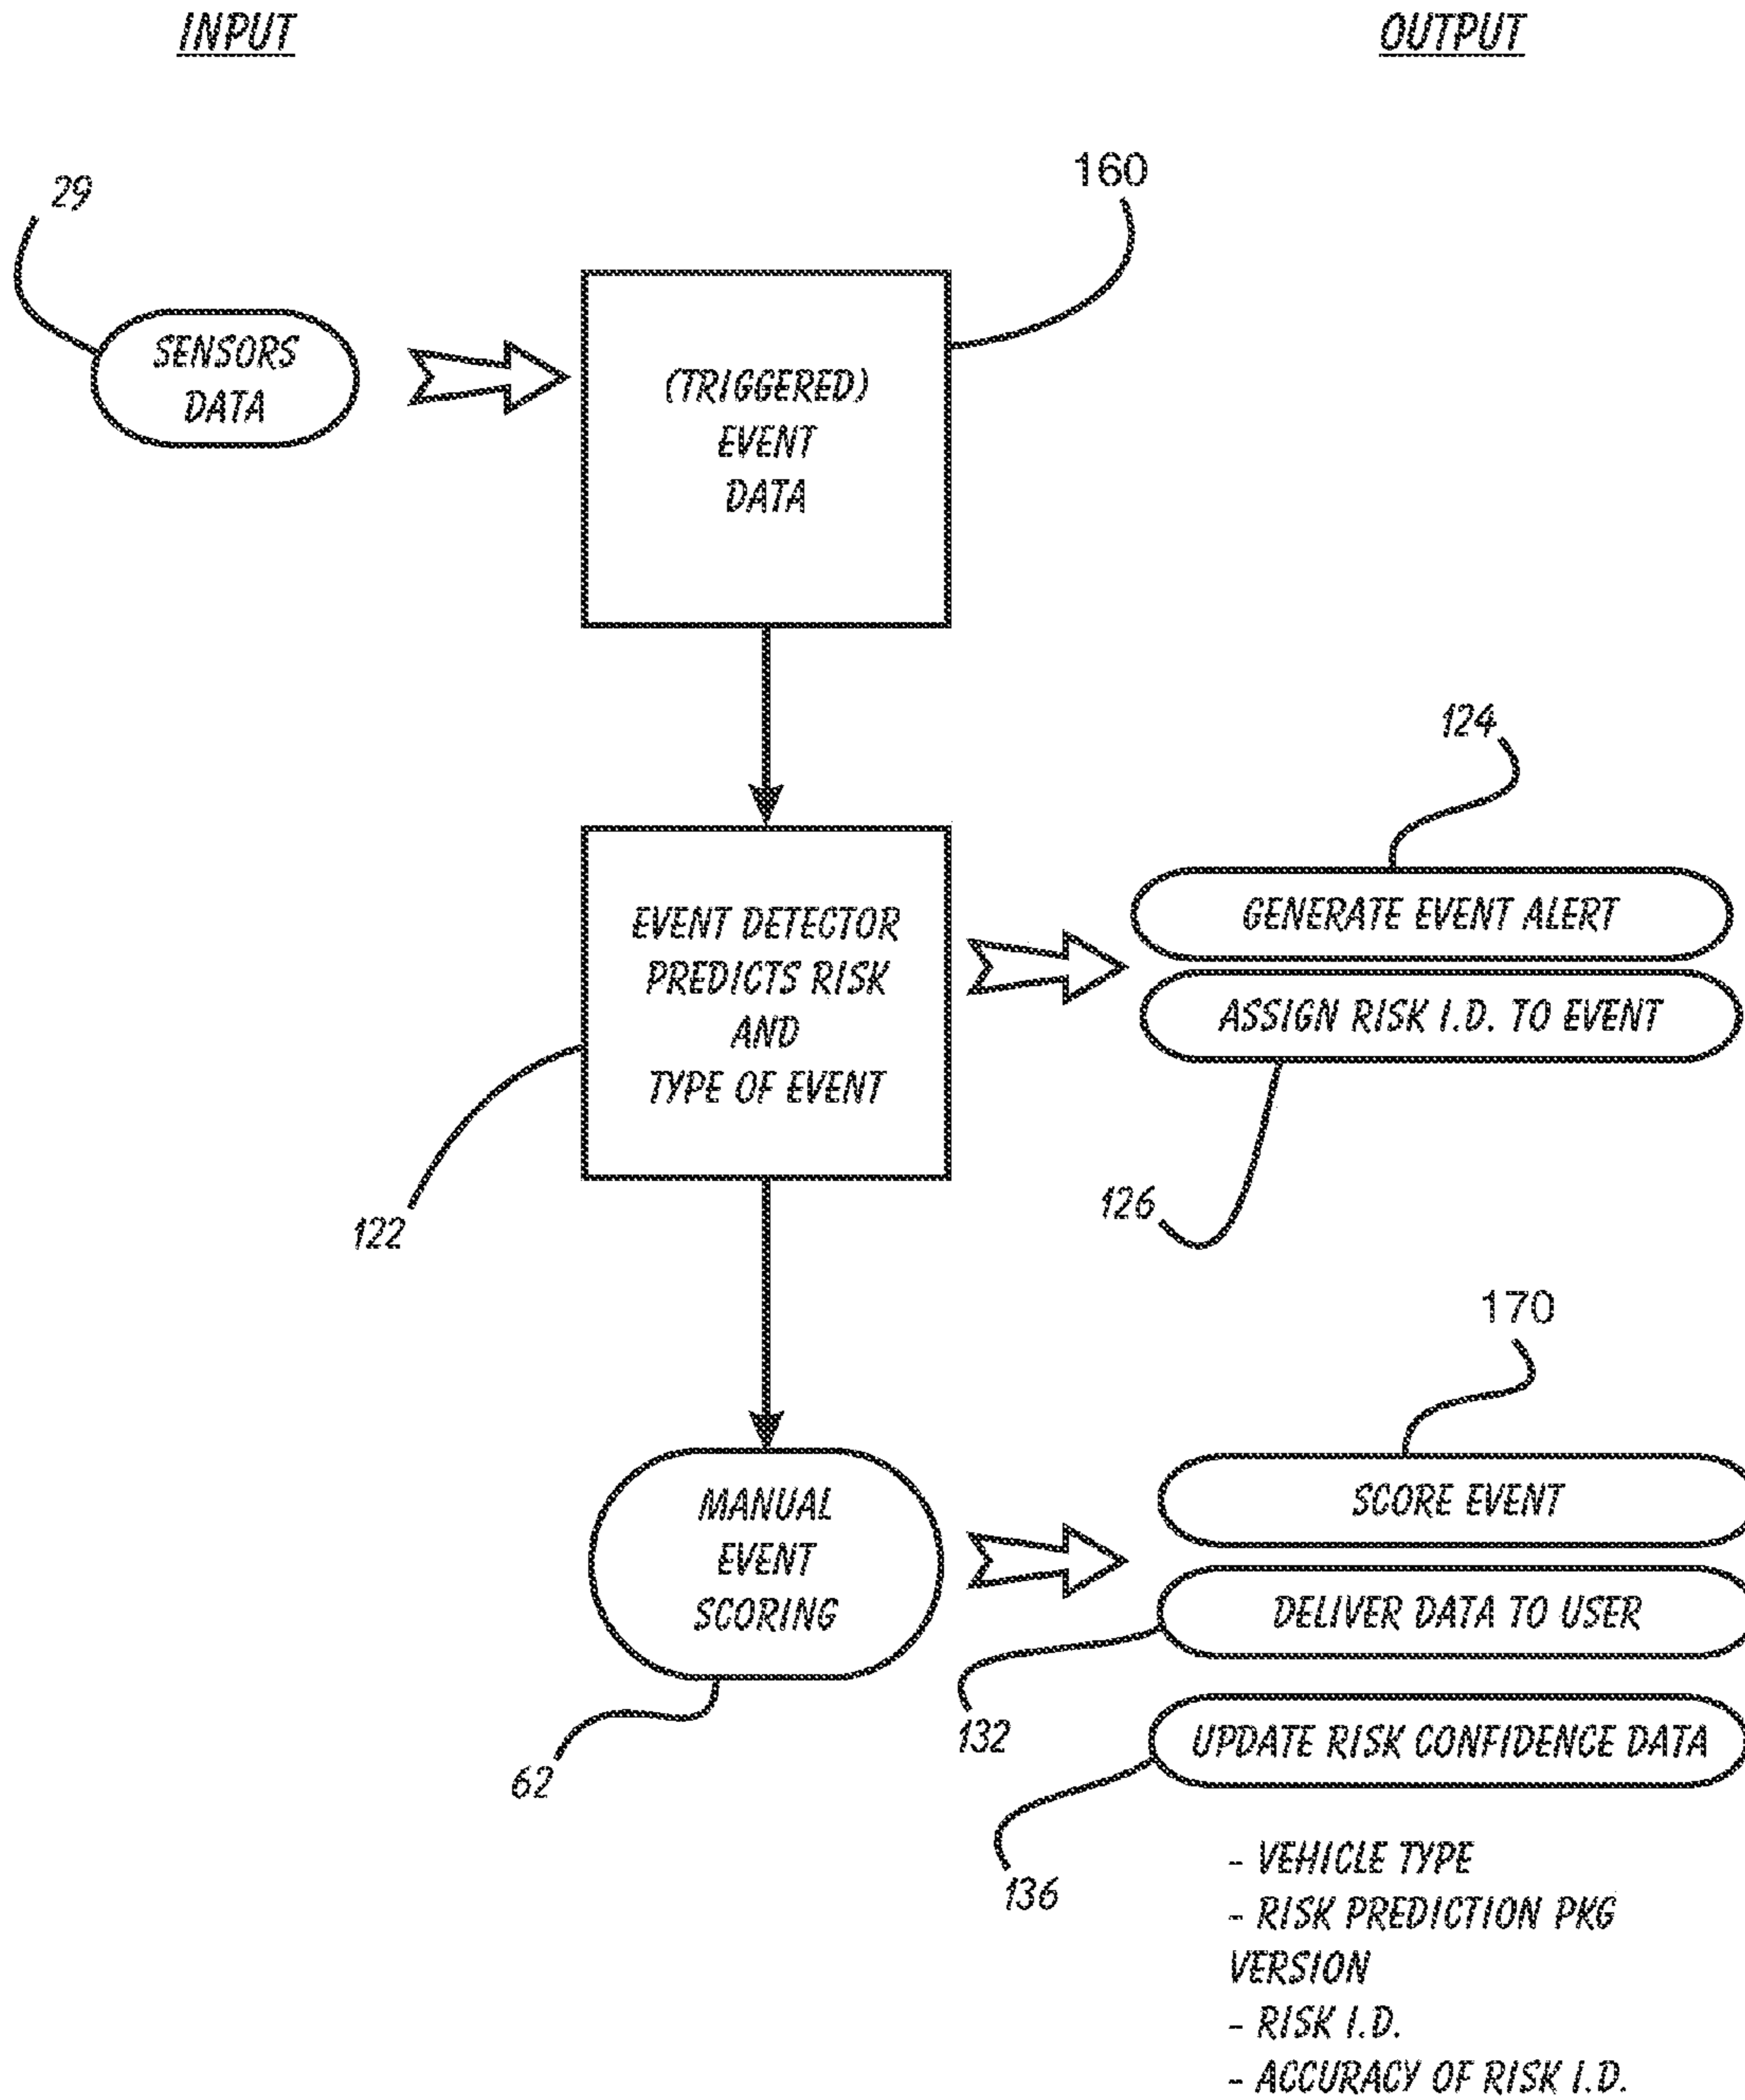 INPUT
OUTPUT
29
160
SENSORS
DATA
(TRIGGERED)
EVENT
DATA
124
EVENT DETECTOR
PREDICTS RISK
AND
TYPE OF EVENT
GENERATE EVENT ALERT
ASSIGN RISK I.D. TO EVENT
122
126
170
MANUAL
EVENT
SCORING
SCORE EVENT
DELIVER DATA TO USER
132
UPDATE RISK CONFIDENCE DATA
62
136
- VEHICLE TYPE
- RISK PREDICTION PKG
VERSION
- RISK I.D.
- ACCURACY OF RISK I.D.